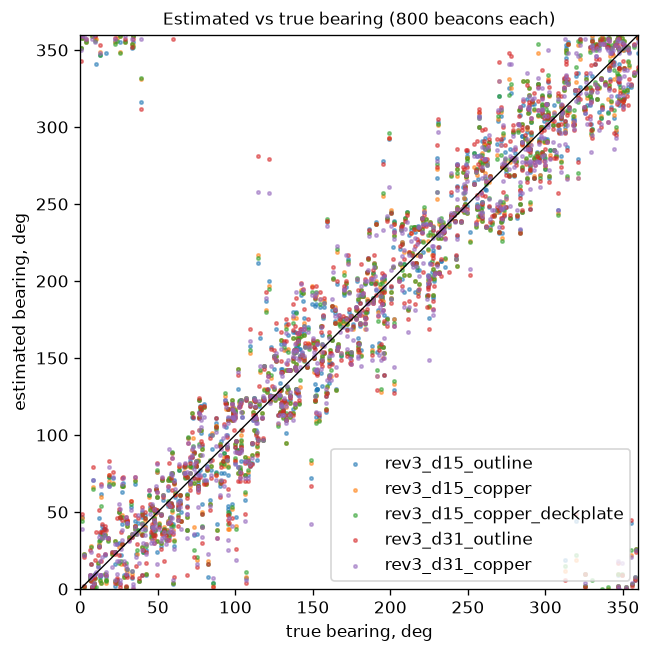 Estimated vs true bearing (800 beacons each)
estimated bearing, deg
350
300
250
200
150
100
50
0
rev3_d15_outline
rev3_d15_copper
rev3_d15_copper_deckplate
rev3_d31_outline
rev3_d31_copper
0 50 100 150 200 250 300 350
true bearing, deg